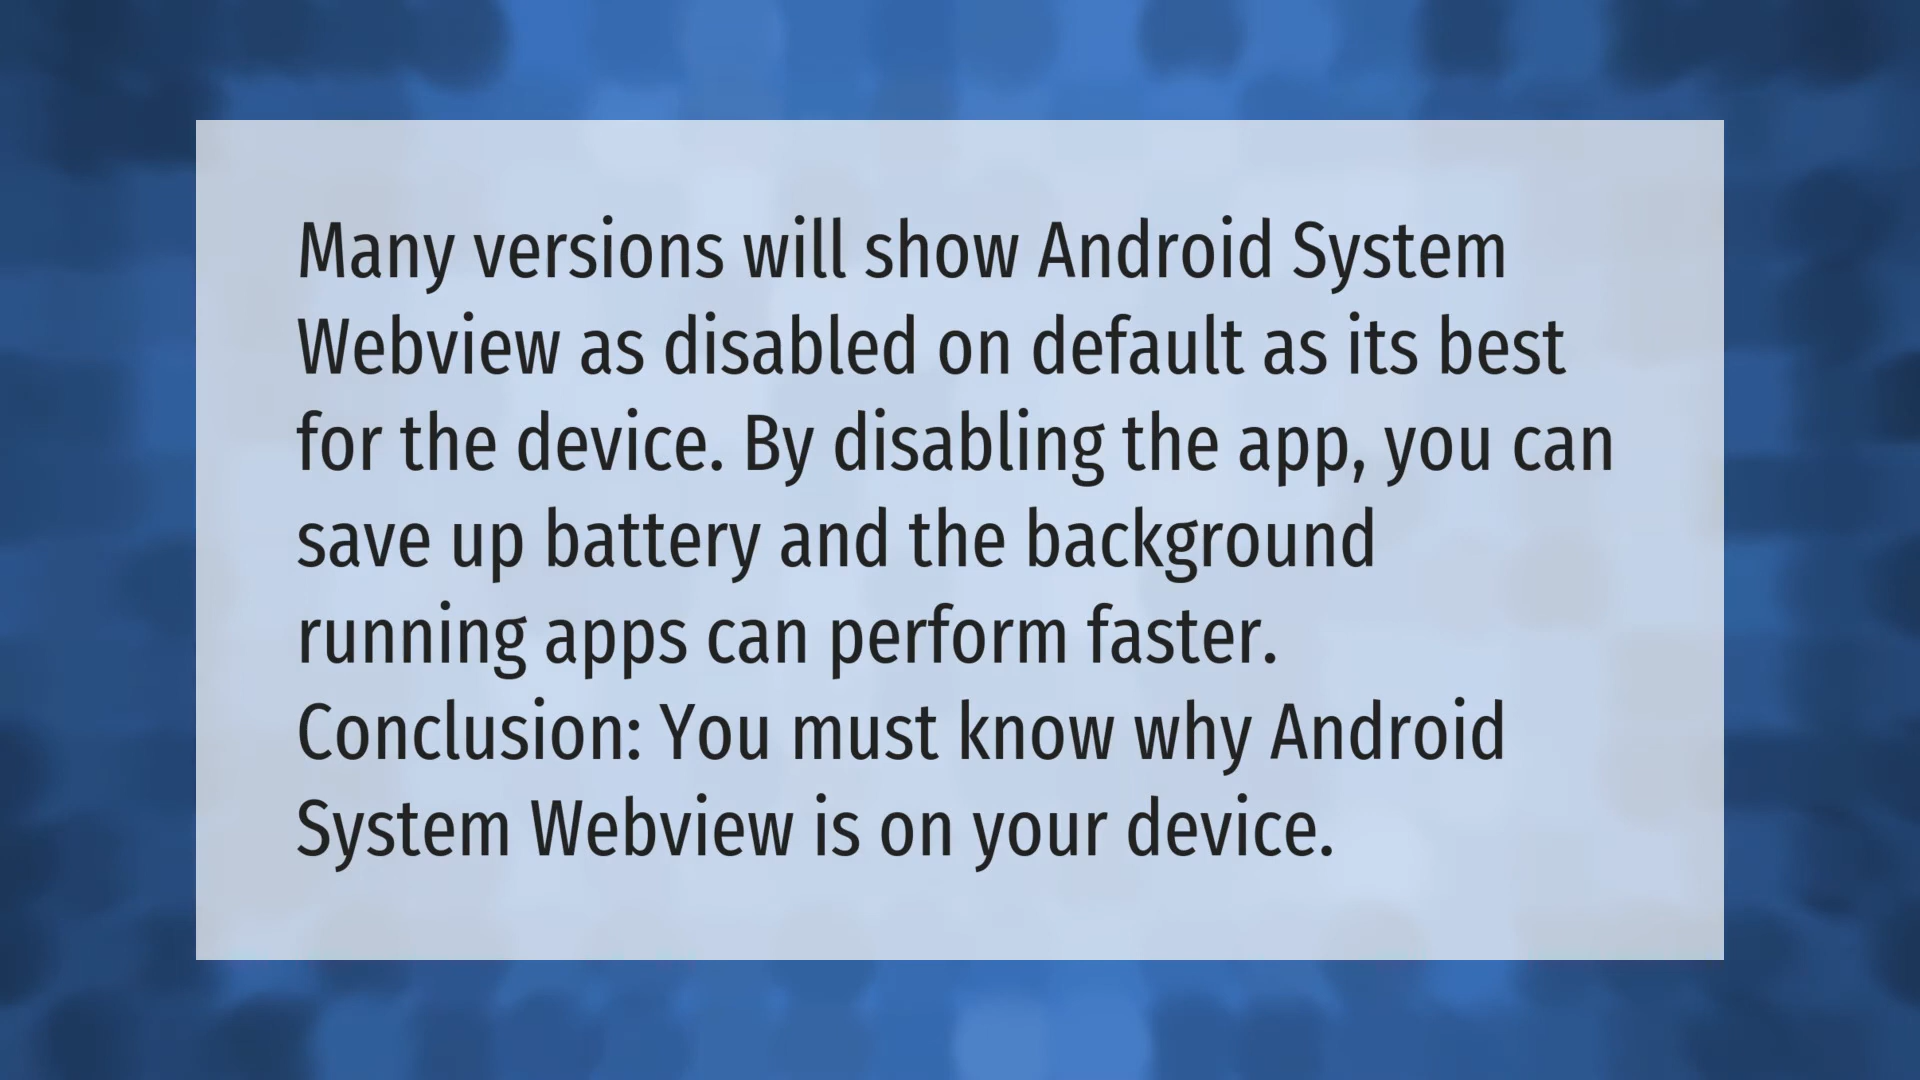 Many versions will show Android System
Webview as disabled on default as its best
for the device. By disabling the app, you can
save up battery and the background
running apps can perform faster.
Conclusion: You must know why Android
System Webview is on your device.